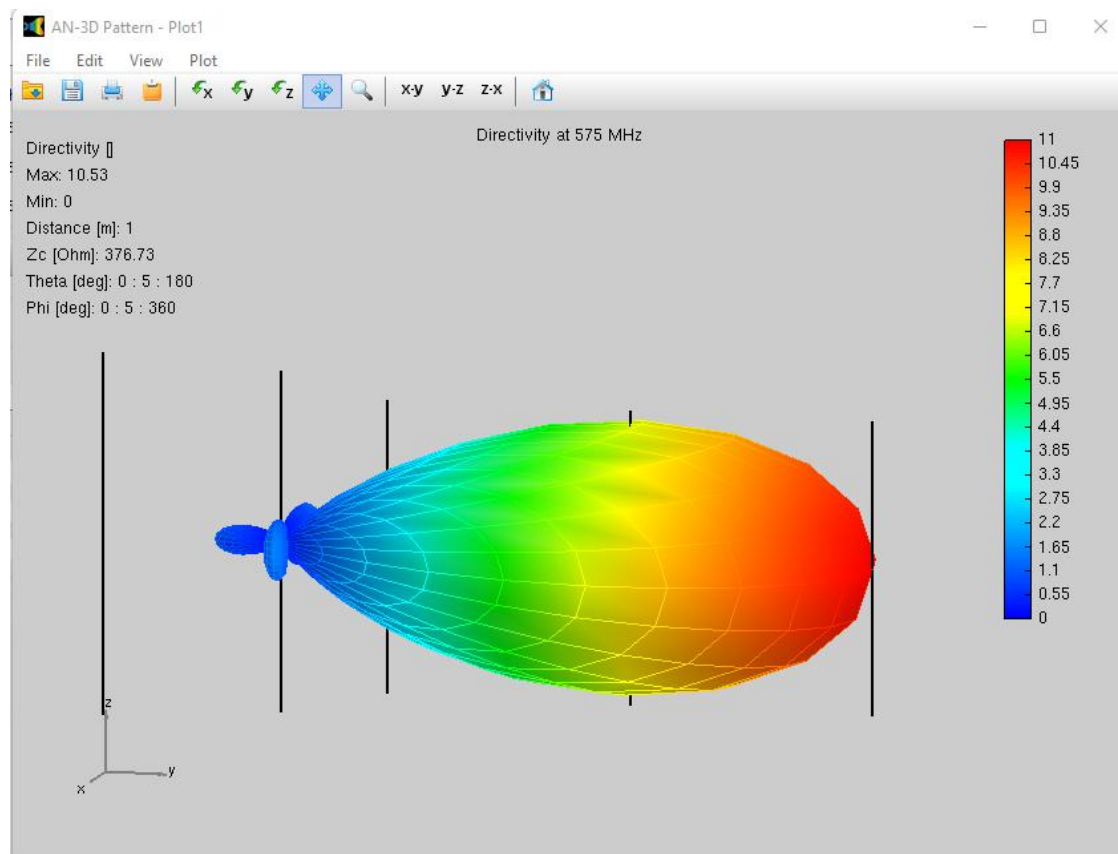 AN-3D Pattern - Plot1
File Edit View Plot
x y z x-y y-z z-x
Directivity at 575 MHz
Directivity []
Max: 10.53
Min: 0
Distance [m]: 1
Zc [Ohm]: 376.73
Theta [deg]: 0 : 5 : 180
Phi [deg]: 0 : 5 : 360
11
10.45
9.9
9.35
8.8
8.25
7.7
7.15
6.6
6.05
5.5
4.95
4.4
3.85
3.3
2.75
2.2
1.65
1.1
0.55
0
z
y
x